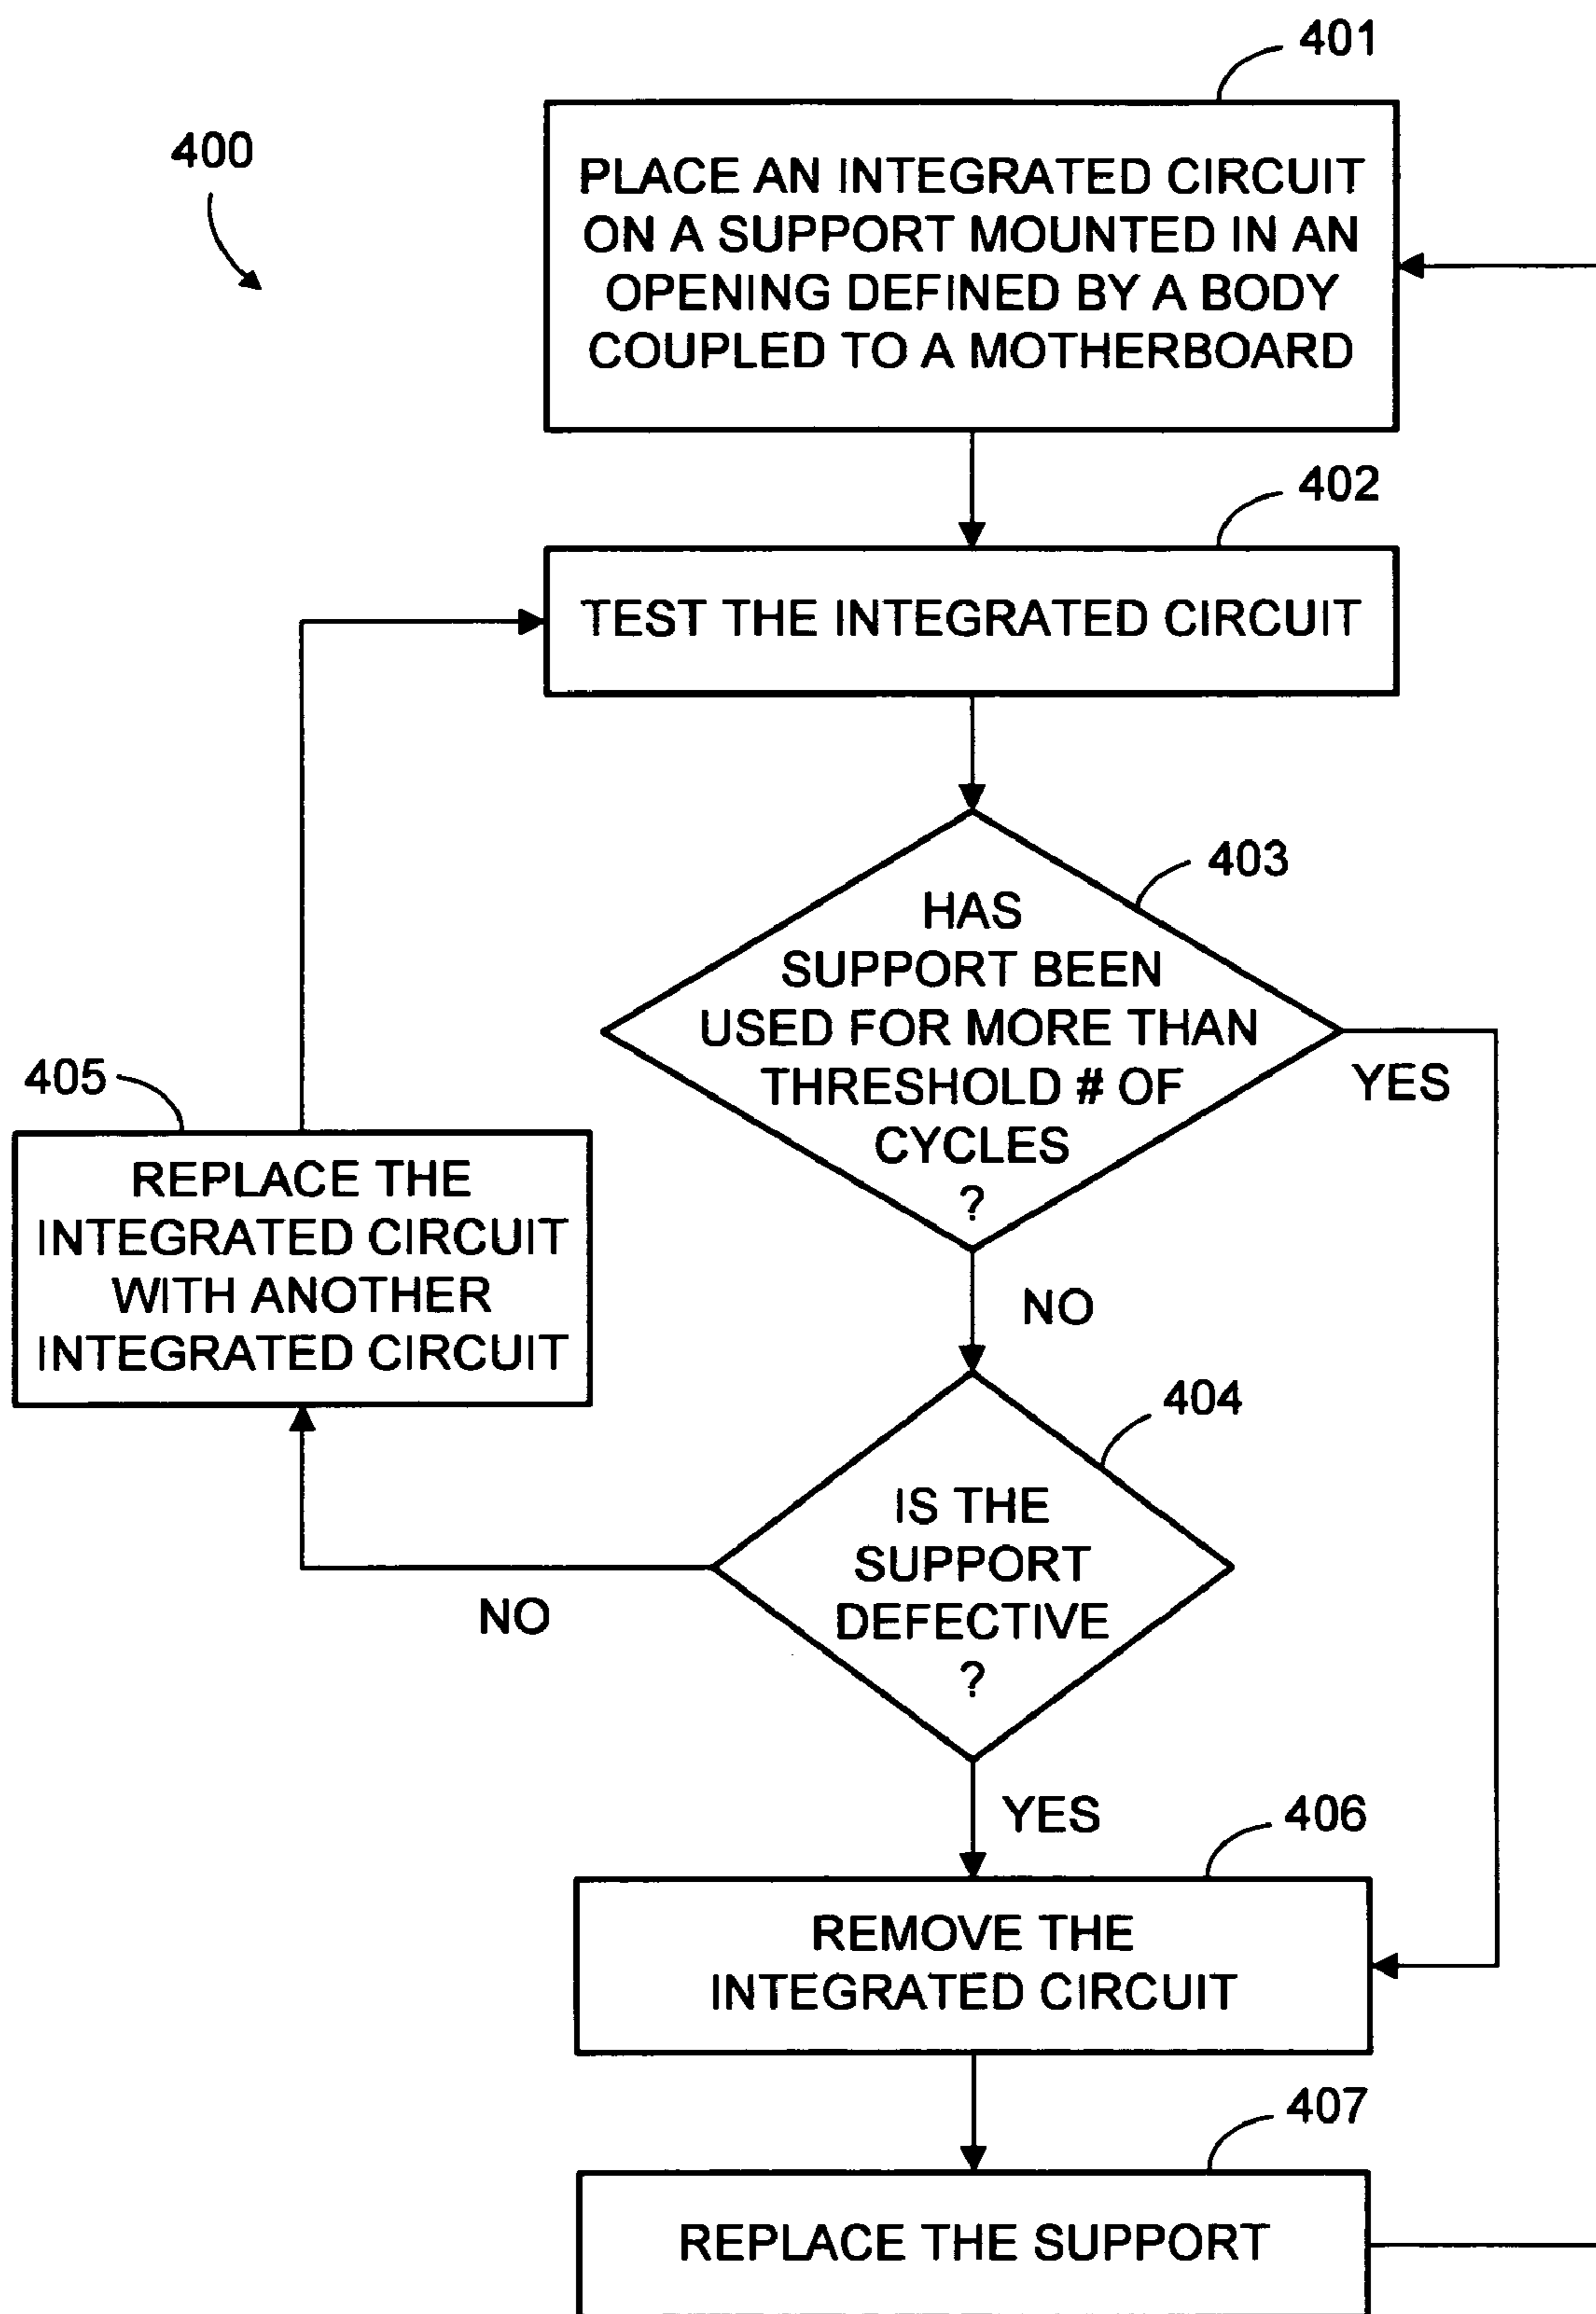 400
401
PLACE AN INTEGRATED CIRCUIT
ON A SUPPORT MOUNTED IN AN
OPENING DEFINED BY A BODY
COUPLED TO A MOTHERBOARD
402
TEST THE INTEGRATED CIRCUIT
403
HAS
SUPPORT BEEN
USED FOR MORE THAN
THRESHOLD # OF
CYCLES
?
YES
NO
405
REPLACE THE
INTEGRATED CIRCUIT
WITH ANOTHER
INTEGRATED CIRCUIT
404
IS THE
SUPPORT
DEFECTIVE
?
NO
YES
406
REMOVE THE
INTEGRATED CIRCUIT
407
REPLACE THE SUPPORT